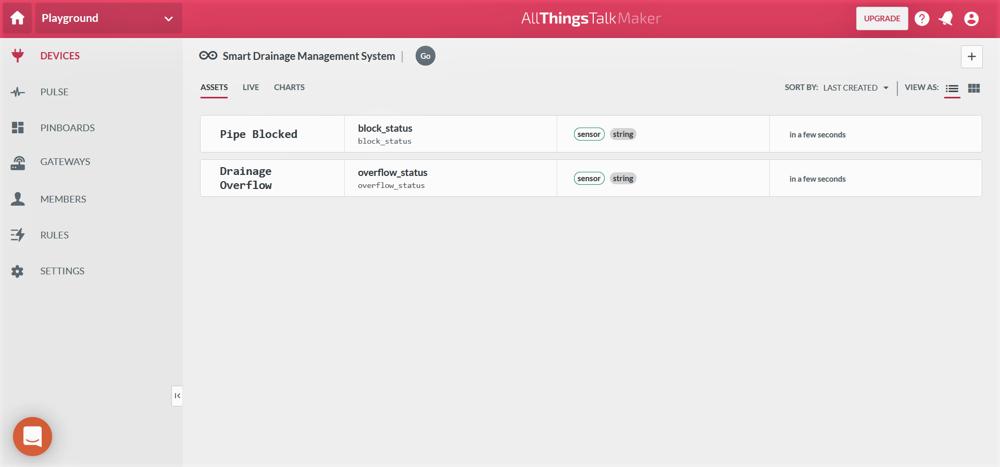 Playground
AllThingsTalk Maker
UPGRADE
DEVICES
PULSE
PINBOARDS
GATEWAYS
MEMBERS
RULES
SETTINGS
Smart Drainage Management System |
Go
+
ASSETS LIVE CHARTS
SORT BY: LAST CREATED VIEW AS:
Pipe Blocked
block_status
block_status
sensor string
in a few seconds
Drainage
Overflow
overflow_status
overflow_status
sensor string
in a few seconds